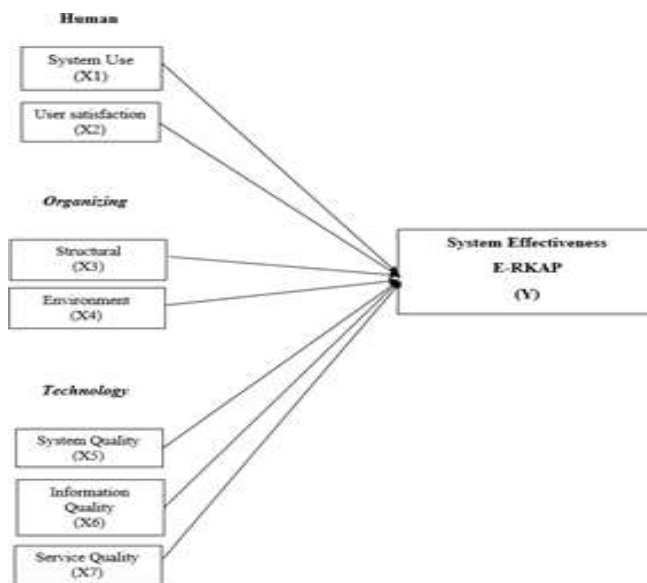 Human
System Use
(X1)
User satisfaction
(X2)
Organizing
Structural
(X3)
Environment
(X4)
System Effectiveness
E-RKAP
(Y)
Technology
System Quality
(X5)
Information
Quality
(X6)
Service Quality
(X7)